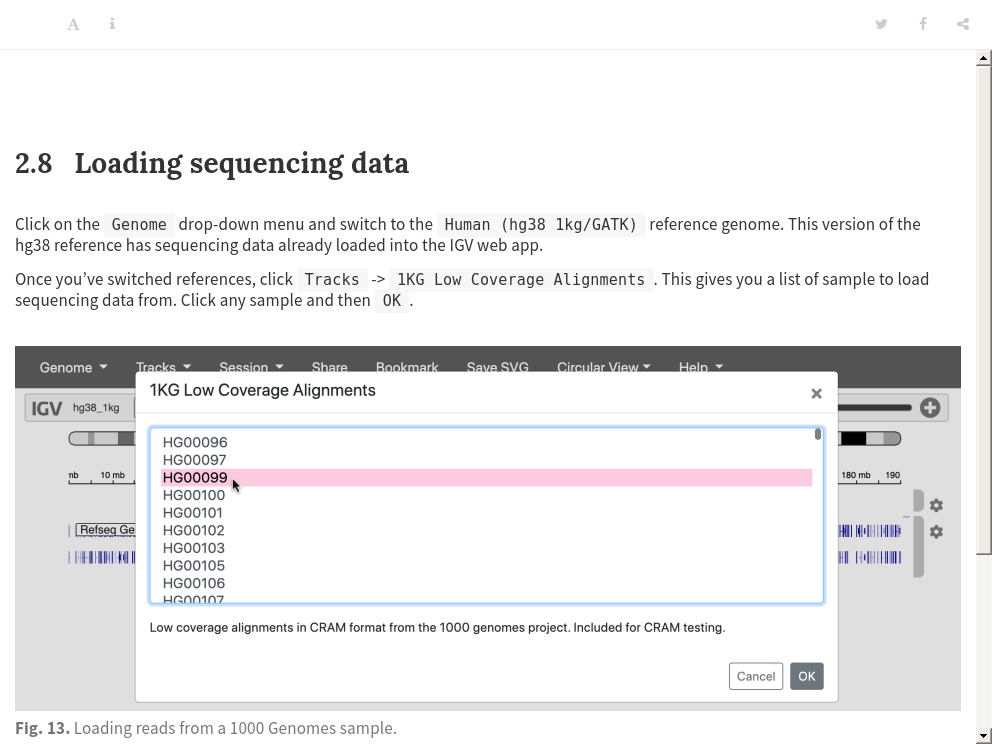 A i
2.8 Loading sequencing data
Click on the Genome drop-down menu and switch to the Human (hg38 1kg/GATK) reference genome. This version of the
hg38 reference has sequencing data already loaded into the IGV web app.
Once you’ve switched references, click Tracks -> 1KG Low Coverage Alignments . This gives you a list of sample to load
sequencing data from. Click any sample and then OK .
Genome Tracks Session Share Bookmark Save SVG Circular View Help
1KG Low Coverage Alignments ×
IGV hg38_1kg
HG00096
HG00097
HG00099
mb 10 mb 180 mb 190
HG00100
HG00101
HG00102
Refseq Ge
HG00103
HG00105
HG00106
HG00107
Low coverage alignments in CRAM format from the 1000 genomes project. Included for CRAM testing.
Cancel OK
Fig. 13. Loading reads from a 1000 Genomes sample.